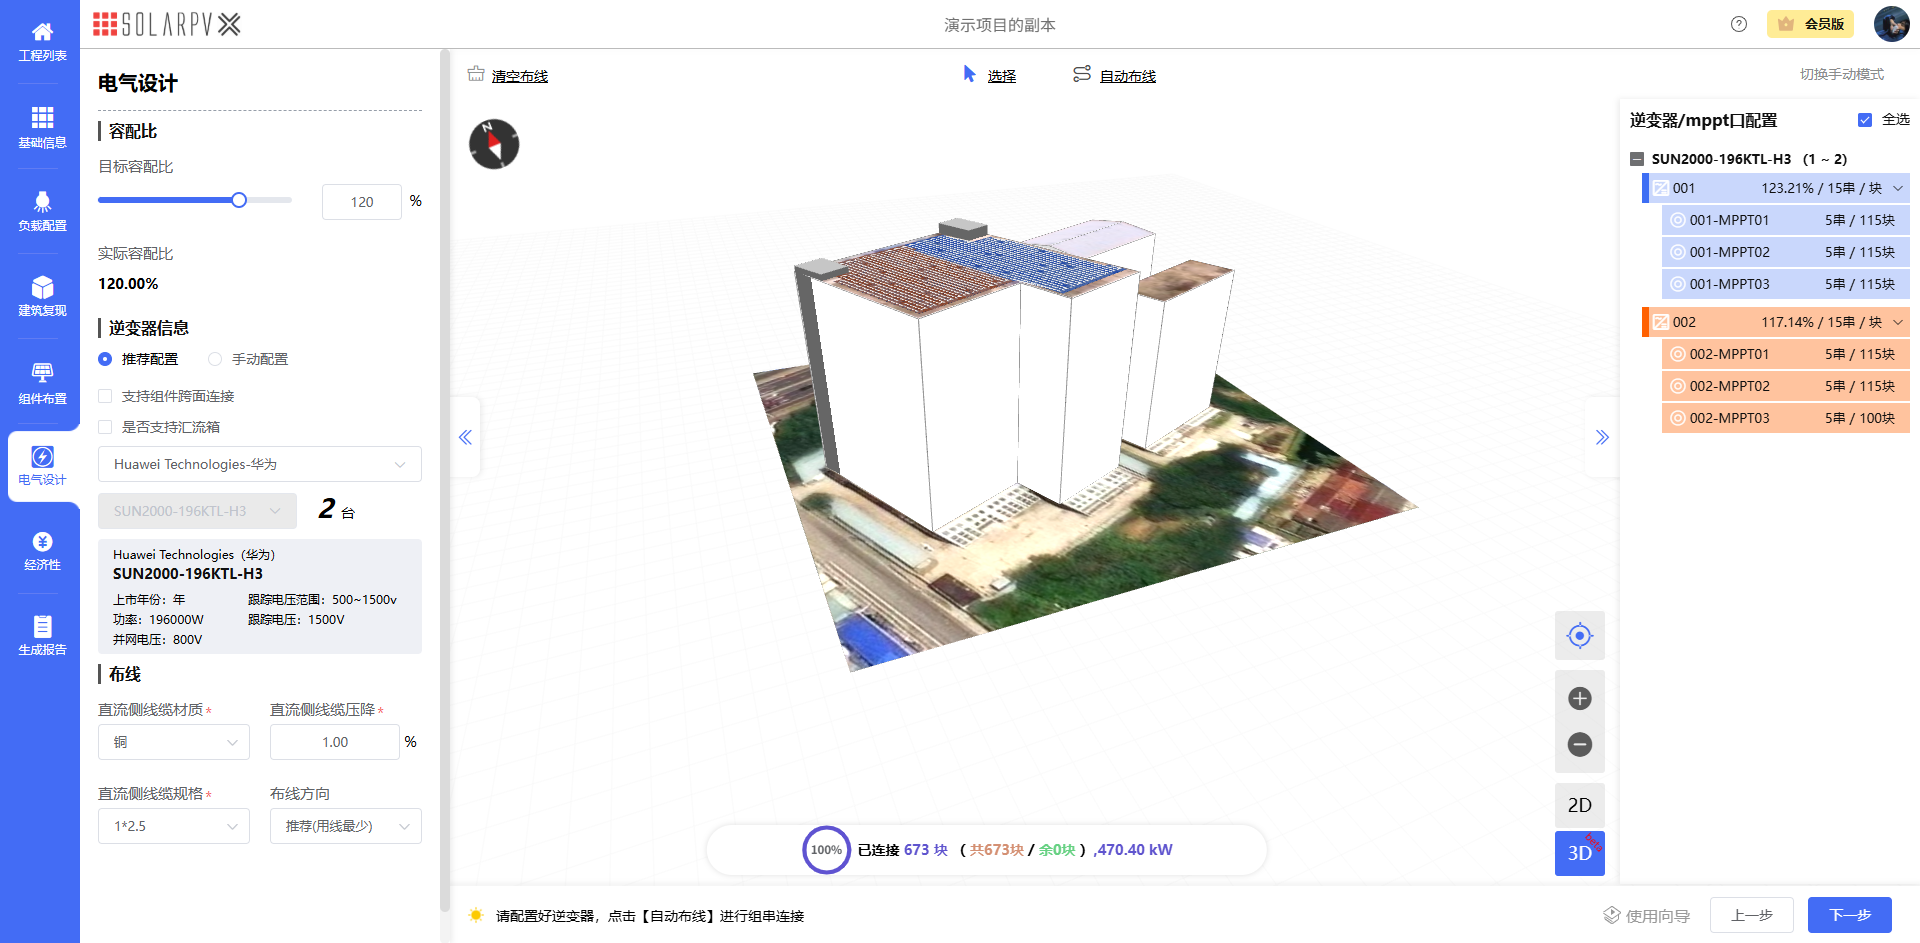 SOLARPV
演示项目的副本
会员版
工程列表
基础信息
负载配置
建筑复现
组件布置
电气设计
经济性
生成报告
电气设计
容配比
目标容配比
120 %
实际容配比
120.00%
逆变器信息
推荐配置 手动配置
支持组件跨面连接
是否支持汇流箱
Huawei Technologies-华为
SUN2000-196KTL-H3 2 台
Huawei Technologies（华为）
SUN2000-196KTL-H3
上市年份：年 跟踪电压范围：500~1500v
功率：196000W 跟踪电压：1500V
并网电压：800V
布线
直流侧线缆材质* 直流侧线缆压降*
铜 1.00 %
直流侧线缆规格* 布线方向
1*2.5 推荐(用线最少)
清空布线 选择 自动布线 切换手动模式
N
逆变器/mppt口配置 全选
SUN2000-196KTL-H3 （1 ~ 2）
001 123.21% / 15串 / 块
001-MPPT01 5串 / 115块
001-MPPT02 5串 / 115块
001-MPPT03 5串 / 115块
002 117.14% / 15串 / 块
002-MPPT01 5串 / 115块
002-MPPT02 5串 / 115块
002-MPPT03 5串 / 100块
2D
3D beta
100% 已连接 673 块 （ 共673块 / 余0块 ）,470.40 kW
请配置好逆变器，点击【自动布线】进行组串连接
使用向导 上一步 下一步